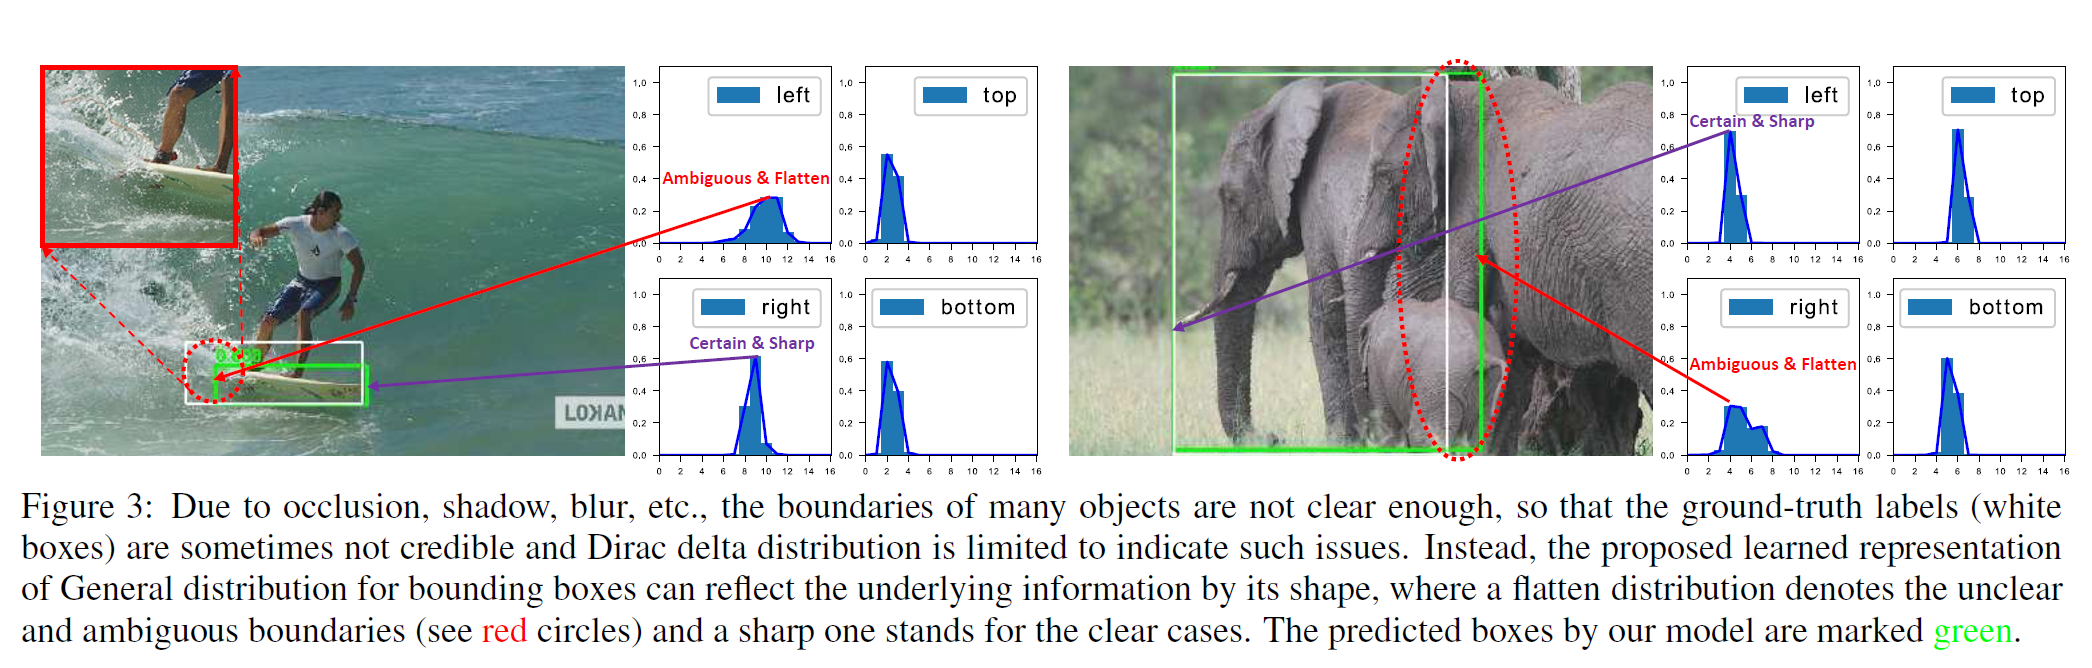 left
top
Ambiguous & Flatten
1.0
0.8
0.6
0.4
0.2
0.0
0 2 4 6 8 10 12 14 16
1.0
0.8
0.6
0.4
0.2
0.0
0 2 4 6 8 10 12 14 16
right
bottom
Certain & Sharp
1.0
0.8
0.6
0.4
0.2
0.0
0 2 4 6 8 10 12 14 16
1.0
0.8
0.6
0.4
0.2
0.0
0 2 4 6 8 10 12 14 16
LOKAN
left
top
Certain & Sharp
1.0
0.8
0.6
0.4
0.2
0.0
0 2 4 6 8 10 12 14 16
1.0
0.8
0.6
0.4
0.2
0.0
0 2 4 6 8 10 12 14 16
right
bottom
Ambiguous & Flatten
1.0
0.8
0.6
0.4
0.2
0.0
0 2 4 6 8 10 12 14 16
1.0
0.8
0.6
0.4
0.2
0.0
0 2 4 6 8 10 12 14 16
Figure 3: Due to occlusion, shadow, blur, etc., the boundaries of many objects are not clear enough, so that the ground-truth labels (white
boxes) are sometimes not credible and Dirac delta distribution is limited to indicate such issues. Instead, the proposed learned representation
of General distribution for bounding boxes can reflect the underlying information by its shape, where a flatten distribution denotes the unclear
and ambiguous boundaries (see red circles) and a sharp one stands for the clear cases. The predicted boxes by our model are marked green.